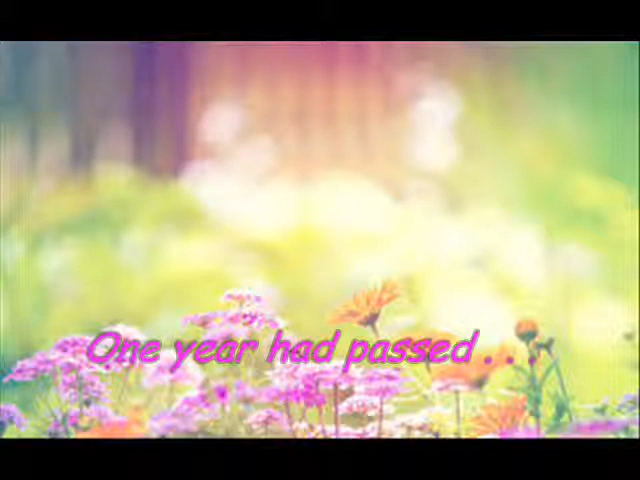 One year had passed . . .